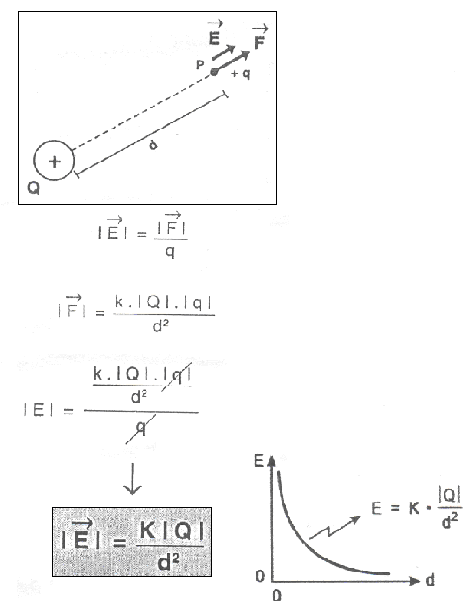 E F
P
+ q
d
+
Q
|E| = |F| / q
|F| = k . |Q| . |q| / d²
|E| = k . |Q| . |q| / d² / q
|E| = K |Q| / d²
E
E = K · |Q| / d²
0 d
0